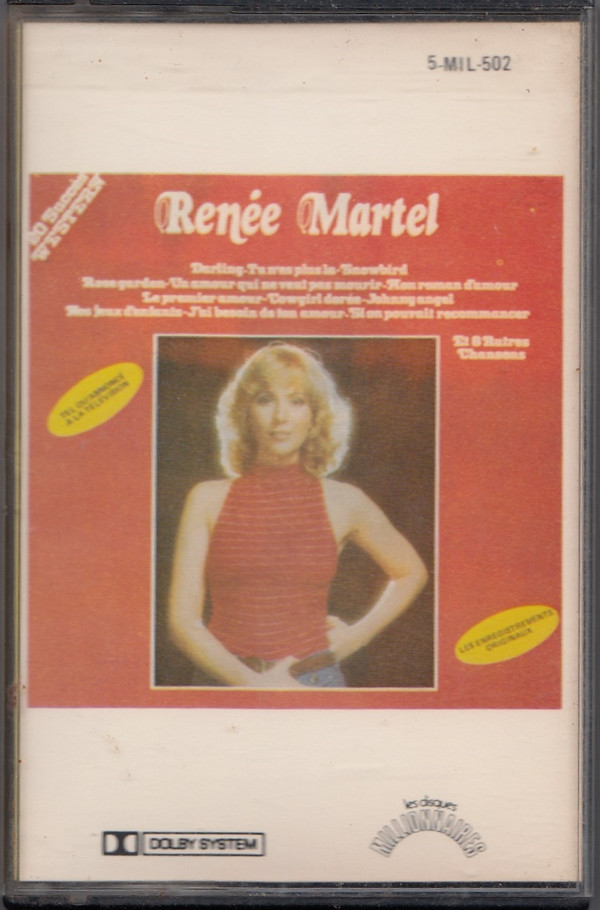 5-MIL-502
20 Succès
WESTERN
Renée Martel
Darling-Tu n'es plus là-Snowbird
Rose garden-Un amour qui ne veut pas mourir-Mon roman d'amour
Le premier amour-Cowgirl dorée-Johnny angel
Nos jeux d'enfants-J'ai besoin de ton amour-Si on pouvait recommencer
Et 8 Autres
Chansons
TEL QU'ANNONCÉ
À LA TÉLÉVISION
LES ENREGISTREMENTS
ORIGINAUX
DOLBY SYSTEM
les disques
MILLIONNAIRES